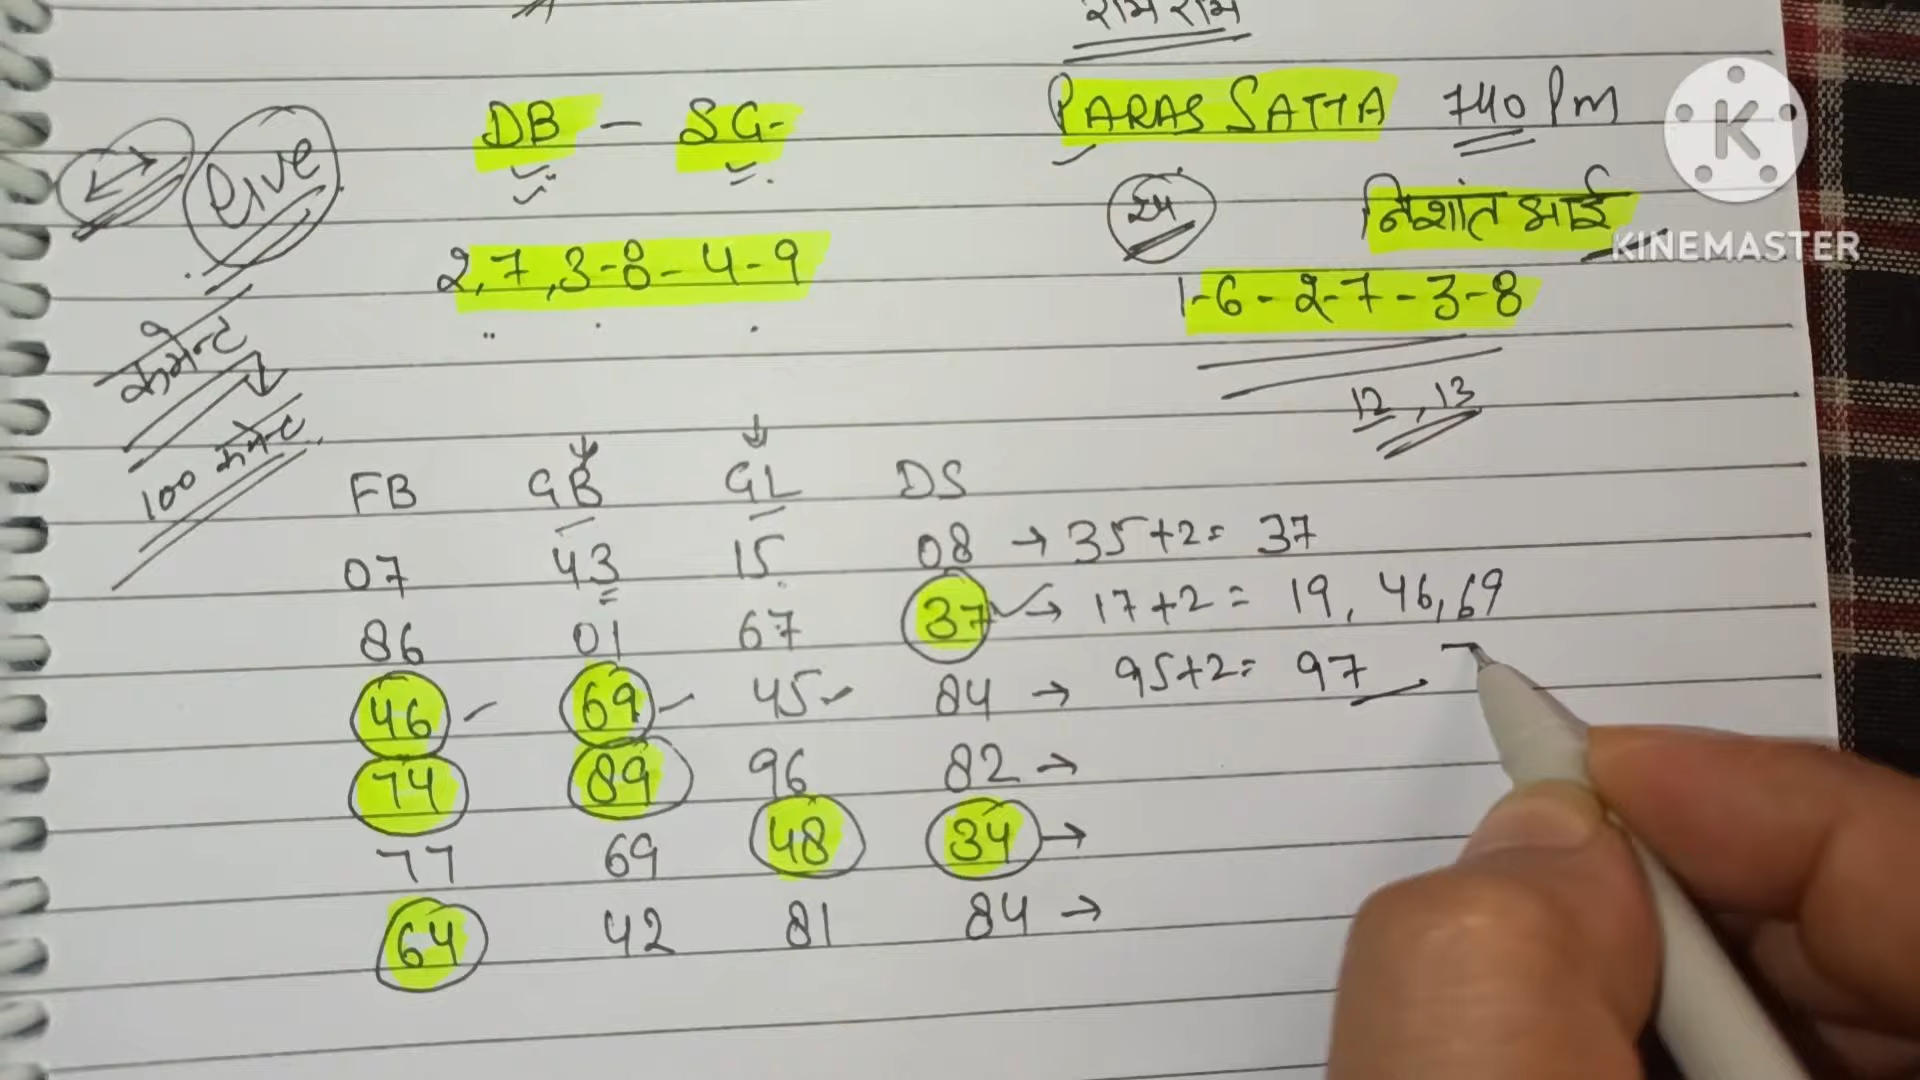 राम राम
DB - SG-
PARAS SATTA 740 Pm
Live
निशांत भाई
2,7,3-8-4-9
1-6-2-7-3-8
कमेन्ट
12, 13
100 कमेन्ट
FB GB GL DS
07 43 15 08 → 35+2= 37
86 01 67 37 → 17+2= 19, 46,69
46 69 45 84 → 95+2= 97
74 89 96 82 →
77 69 48 34 →
64 42 81 84 →
K
KINEMASTER